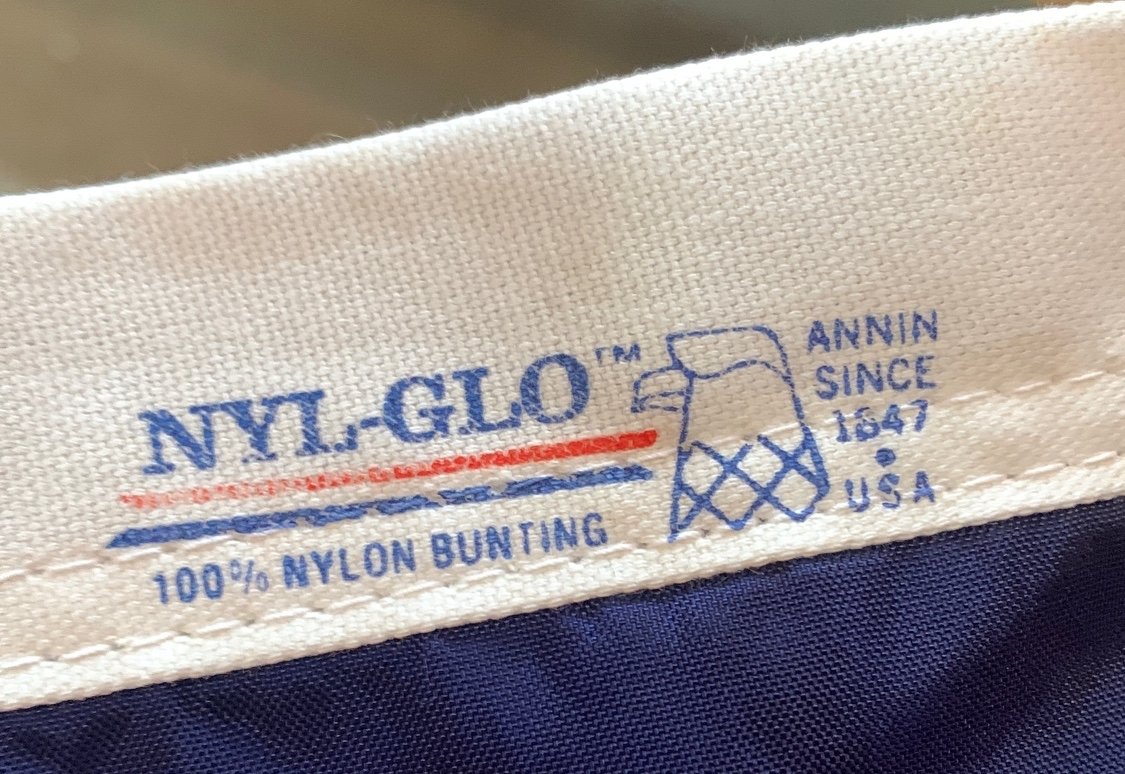 NYL-GLO™
100% NYLON BUNTING
ANNIN
SINCE
1847
•
USA